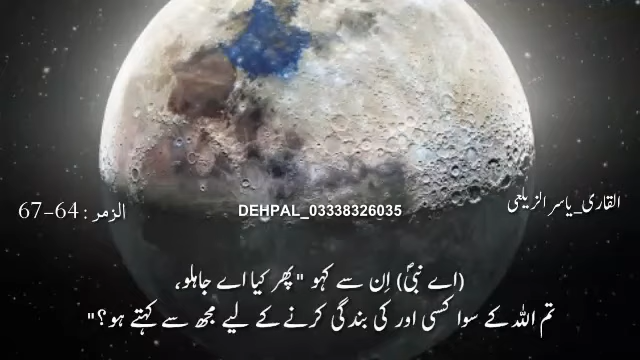 القاری_یاسر الزیلعی
DEHPAL_03338326035
الزمر : 64-67
(اے نبیؐ) اِن سے کہو "پھر کیا اے جاہلو،
تم اللہ کے سوا کسی اور کی بندگی کرنے کے لیے مجھ سے کہتے ہو؟"